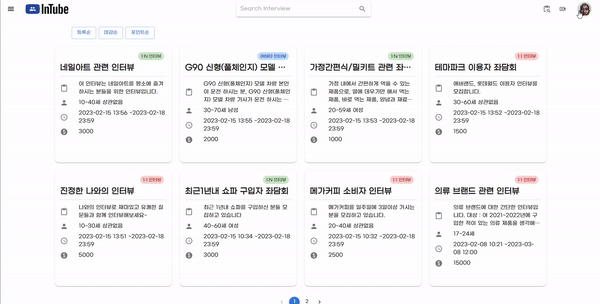 InTube
Search Interview
등록순
마감순
포인트순
1:N 인터뷰
네일아트 관련 인터뷰
이 인터뷰는 네일아트를 평소에 즐겨
하시는 분들을 위한 인터뷰입니다.
10-40세 상관없음
2023-02-15 13:56 ~2023-02-18
23:59
3000
G90 신형(풀체인지) 모델 ...
G90 신형(풀체인지) 모델 차량 본인
이 운전 하시는 분, G90 신형(풀체인
지) 모델 차량 기사가 운전 하시는 ...
30-70세 남성
2023-02-15 13:55 ~2023-02-18
23:59
2000
1:N 인터뷰
가정간편식/밀키트 관련 좌...
가정 내에서 간편하게 먹을 수 있는
제품으로, 열에 대우기만 해서 먹는
제품, 바로 먹는 제품, 양념과 재료...
20-59세 여성
2023-02-15 13:53 ~2023-02-18
23:59
1000
1:1 인터뷰
테마파크 이용자 좌담회
에버랜드, 롯데월드 이용자 인터뷰를
모집합니다.
30-60세 상관없음
2023-02-15 13:52 ~2023-02-18
23:59
1500
1:1 인터뷰
진정한 나와의 인터뷰
나와의 인터뷰로 재미있고 유쾌한 질
문들과 함께 인터뷰해보세요~
10-30세 상관없음
2023-02-15 13:51 ~2023-02-18
23:59
5000
1:N 인터뷰
최근1년내 쇼파 구입자 좌담회
최근 1년내 쇼파를 구입하신 분을 모
집하고 있습니다
40-60세 여성
2023-02-15 10:34 ~2023-02-18
23:59
3000
1:1 인터뷰
메가커피 소비자 인터뷰
메가커피를 일주일에 3일이상 가시는
분을 모집하고 있습니다.
20-40세 상관없음
2023-02-15 10:32 ~2023-02-18
23:59
2500
1:1 인터뷰
의류 브랜드 관련 인터뷰
의류 브랜드에 대한 간단한 인터뷰입
니다. 대상 : 이 2021~2022년에 구
입한 적이 있는 의류 제품을 생각해...
17-24세
2023-02-08 10:21 ~2023-03-
08 12:00
15000
1
2